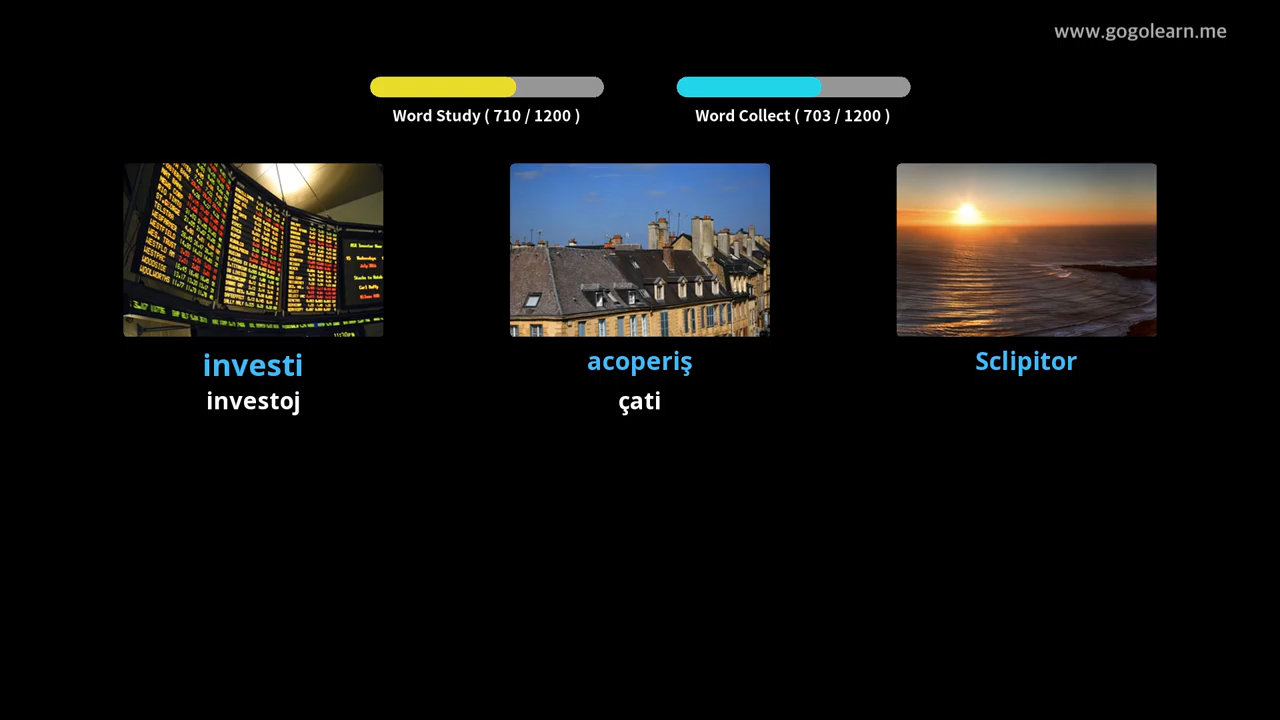 www.gogolearn.me
Word Study ( 710 / 1200 )
Word Collect ( 703 / 1200 )
investi
investoj
acoperiş
çati
Sclipitor